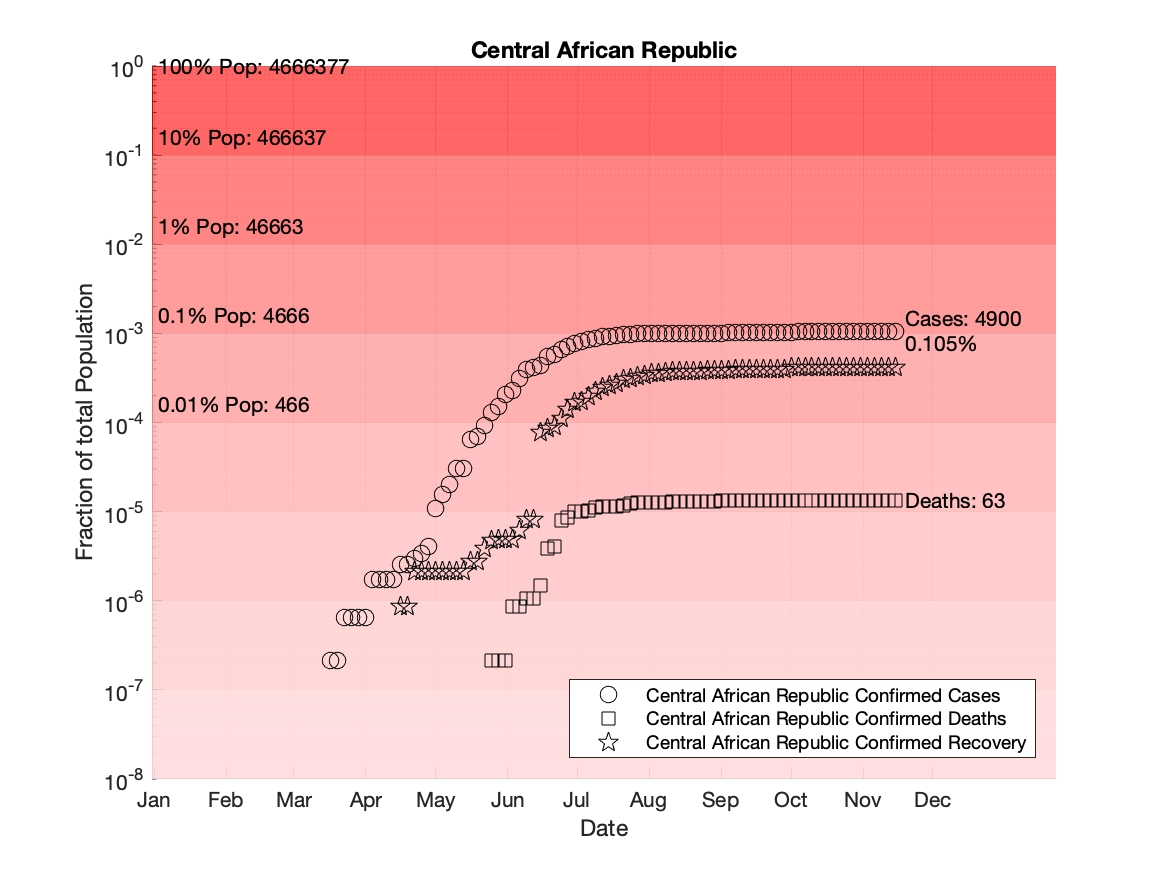 Central African Republic
10^0
100% Pop: 4666377
10% Pop: 466637
10^-1
1% Pop: 46663
10^-2
0.1% Pop: 4666
Cases: 4900
10^-3
0.105%
0.01% Pop: 466
10^-4
Deaths: 63
10^-5
10^-6
10^-7
10^-8
Fraction of total Population
Central African Republic Confirmed Cases
Central African Republic Confirmed Deaths
Central African Republic Confirmed Recovery
Jan Feb Mar Apr May Jun Jul Aug Sep Oct Nov Dec
Date